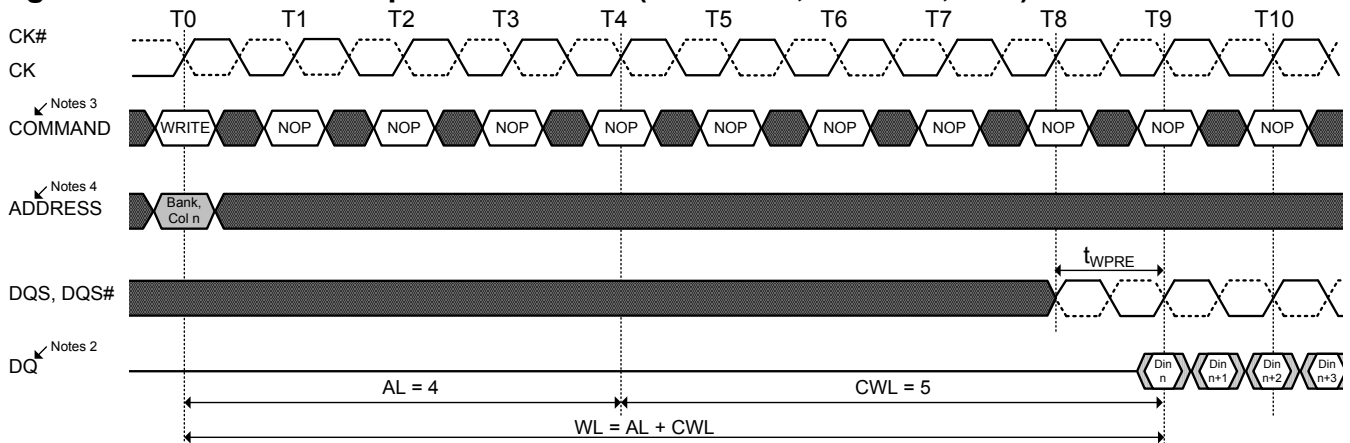 T0 T1 T2 T3 T4 T5 T6 T7 T8 T9 T10
CK#
CK
Notes 3
COMMAND WRITE NOP NOP NOP NOP NOP NOP NOP NOP NOP NOP
Notes 4
ADDRESS Bank,
Col n
tWPRE
DQS, DQS#
Notes 2
DQ Din Din Din Din
n n+1 n+2 n+3
AL = 4 CWL = 5
WL = AL + CWL